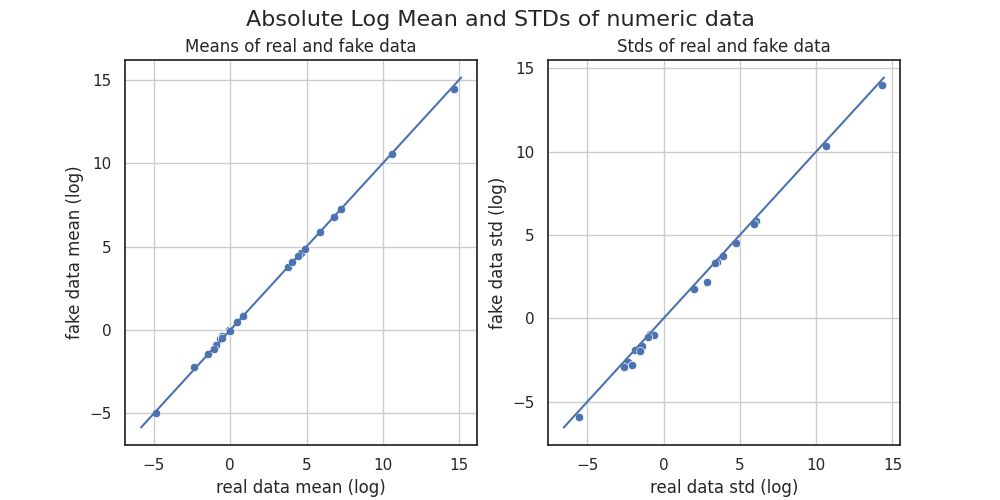 Absolute Log Mean and STDs of numeric data
Means of real and fake data
fake data mean (log)
15
10
5
0
−5
−5 0 5 10 15
real data mean (log)
Stds of real and fake data
fake data std (log)
15
10
5
0
−5
−5 0 5 10 15
real data std (log)